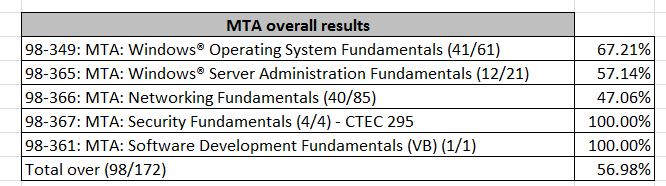 MTA overall results
98-349: MTA: Windows® Operating System Fundamentals (41/61) 67.21%
98-365: MTA: Windows® Server Administration Fundamentals (12/21) 57.14%
98-366: MTA: Networking Fundamentals (40/85) 47.06%
98-367: MTA: Security Fundamentals (4/4) - CTEC 295 100.00%
98-361: MTA: Software Development Fundamentals (VB) (1/1) 100.00%
Total over (98/172) 56.98%